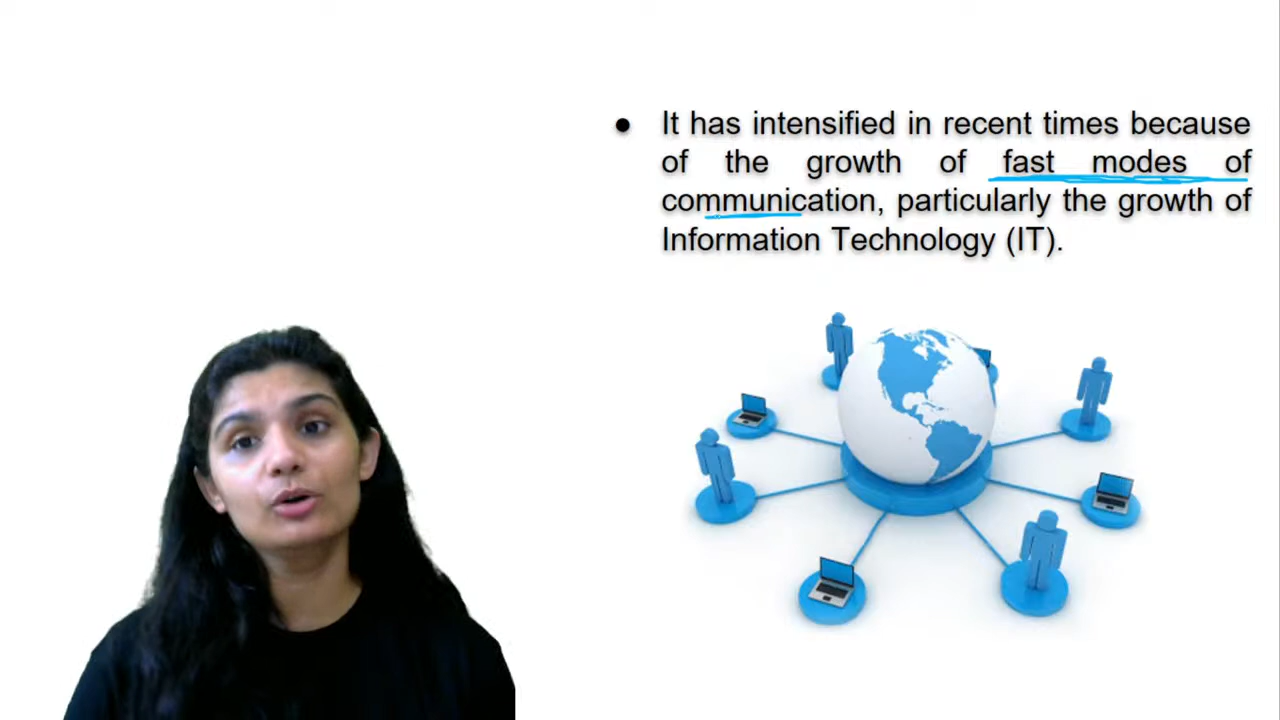 ● It has intensified in recent times because
of the growth of fast modes of
communication, particularly the growth of
Information Technology (IT).